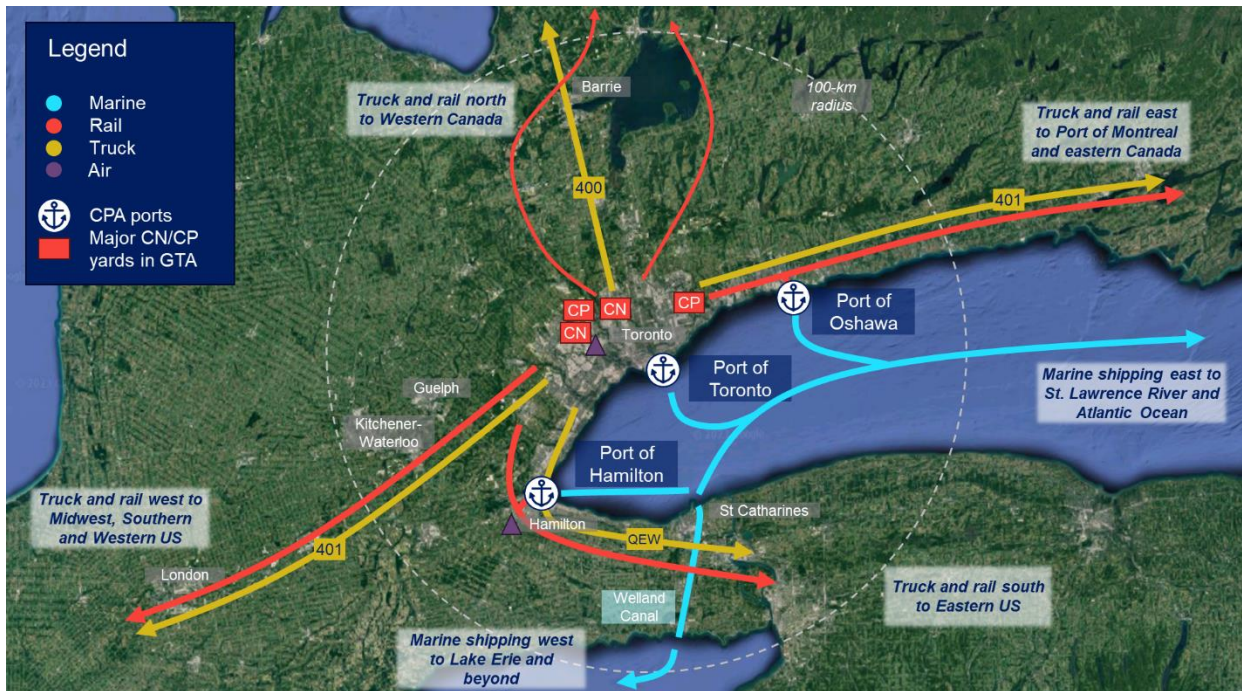 Legend
Marine
Rail
Truck
Air
CPA ports
Major CN/CP
yards in GTA
Truck and rail north
to Western Canada
Barrie
100-km
radius
Truck and rail east
to Port of Montreal
and eastern Canada
400
401
CP
CN
CP
CN
Toronto
Port of
Oshawa
Port of
Toronto
Marine shipping east to
St. Lawrence River and
Atlantic Ocean
Guelph
Kitchener-
Waterloo
Port of
Hamilton
Truck and rail west to
Midwest, Southern
and Western US
St Catharines
Hamilton
QEW
401
London
Welland
Canal
Truck and rail south
to Eastern US
Marine shipping west
to Lake Erie and
beyond